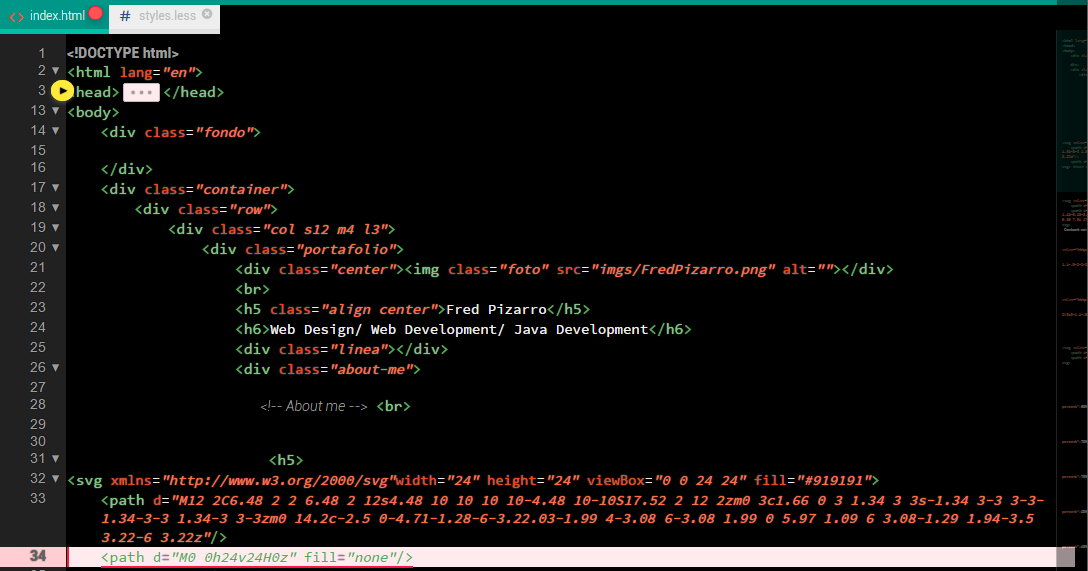 <> index.html # styles.less
1 <!DOCTYPE html>
2 <html lang="en">
3 head> ••• </head>
13 <body>
14 <div class="fondo">
15
16 </div>
17 <div class="container">
18 <div class="row">
19 <div class="col s12 m4 l3">
20 <div class="portafolio">
21 <div class="center"><img class="foto" src="imgs/FredPizarro.png" alt=""></div>
22 <br>
23 <h5 class="align center">Fred Pizarro</h5>
24 <h6>Web Design/ Web Development/ Java Development</h6>
25 <div class="linea"></div>
26 <div class="about-me">
27
28 <!-- About me --> <br>
29
30
31 <h5>
32 <svg xmlns="http://www.w3.org/2000/svg"width="24" height="24" viewBox="0 0 24 24" fill="#919191">
33 <path d="M12 2C6.48 2 2 6.48 2 12s4.48 10 10 10 10-4.48 10-10S17.52 2 12 2zm0 3c1.66 0 3 1.34 3 3s-1.34 3-3 3-3-
1.34-3-3 1.34-3 3-3zm0 14.2c-2.5 0-4.71-1.28-6-3.22.03-1.99 4-3.08 6-3.08 1.99 0 5.97 1.09 6 3.08-1.29 1.94-3.5
3.22-6 3.22z"/>
34 <path d="M0 0h24v24H0z" fill="none"/>